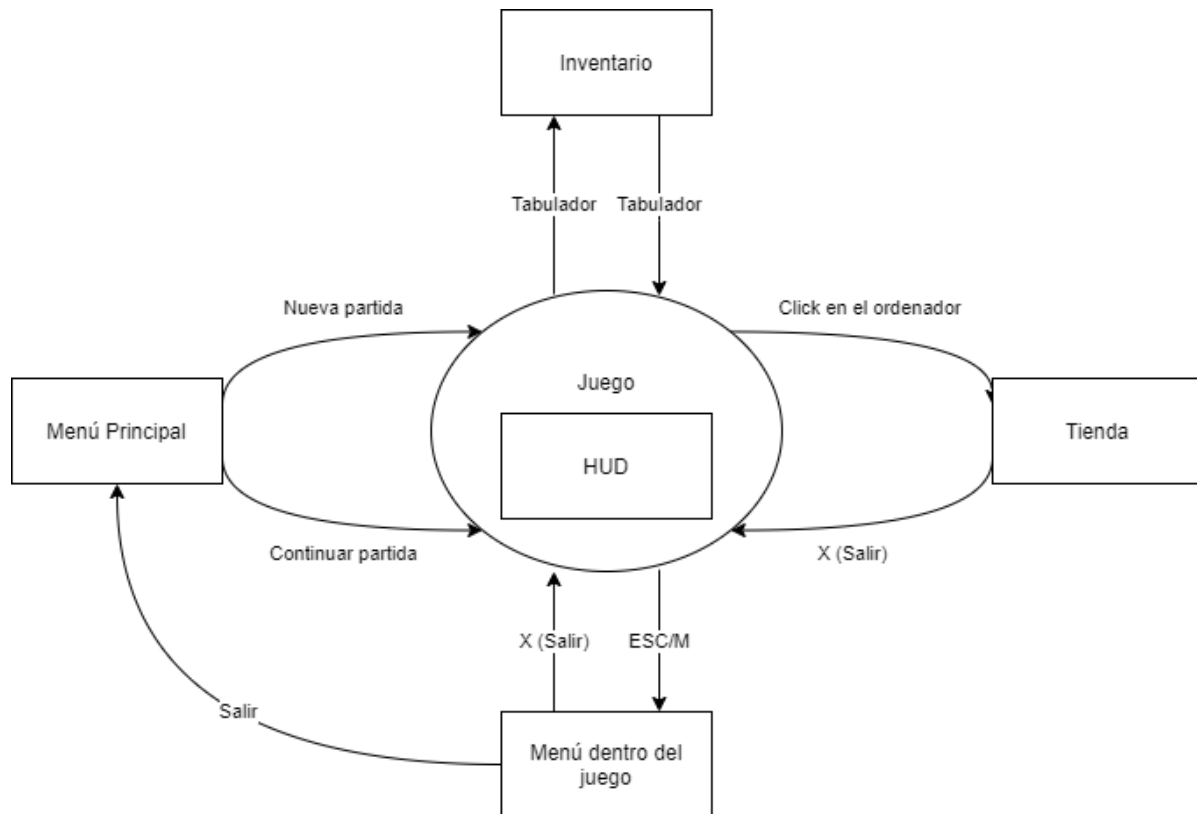 Inventario
Tabulador
Tabulador
Nueva partida
Click en el ordenador
Juego
Menú Principal
HUD
Tienda
Continuar partida
X (Salir)
X (Salir)
ESC/M
Salir
Menú dentro del
juego